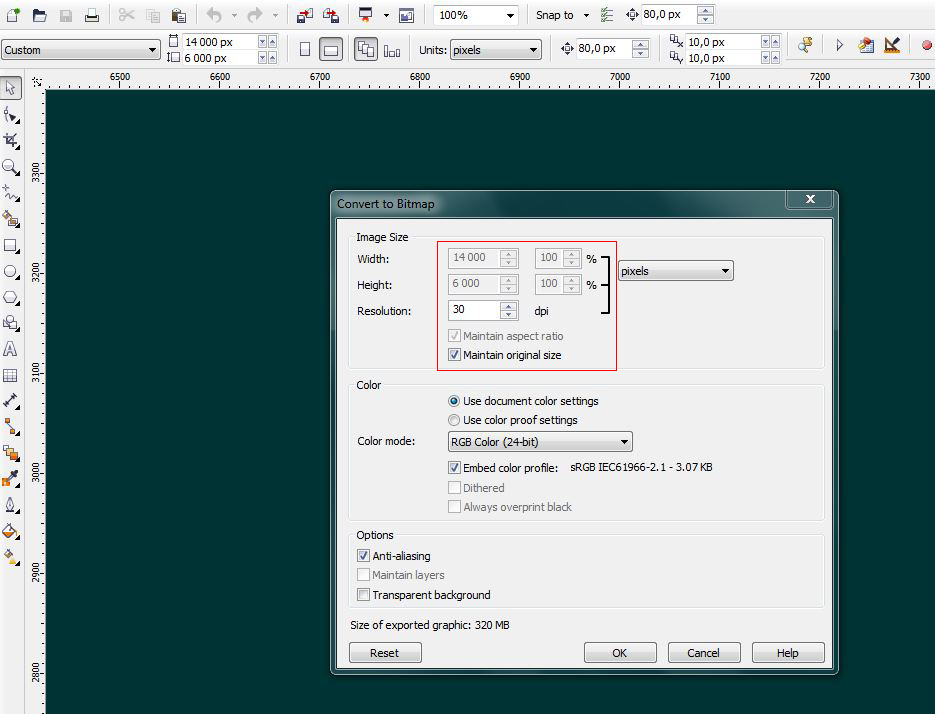 100%
Snap to
80,0 px
Custom
14 000 px
6 000 px
Units:
pixels
80,0 px
10,0 px
10,0 px
6500 6600 6700 6800 6900 7000 7100 7200 7300
3300
3200
3100
3000
2900
2800
Convert to Bitmap
X
Image Size
Width: 14 000 100 %
pixels
Height: 6 000 100 %
Resolution: 30 dpi
Maintain aspect ratio
Maintain original size
Color
Use document color settings
Use color proof settings
Color mode: RGB Color (24-bit)
Embed color profile: sRGB IEC61966-2.1 - 3.07 KB
Dithered
Always overprint black
Options
Anti-aliasing
Maintain layers
Transparent background
Size of exported graphic: 320 MB
Reset OK Cancel Help